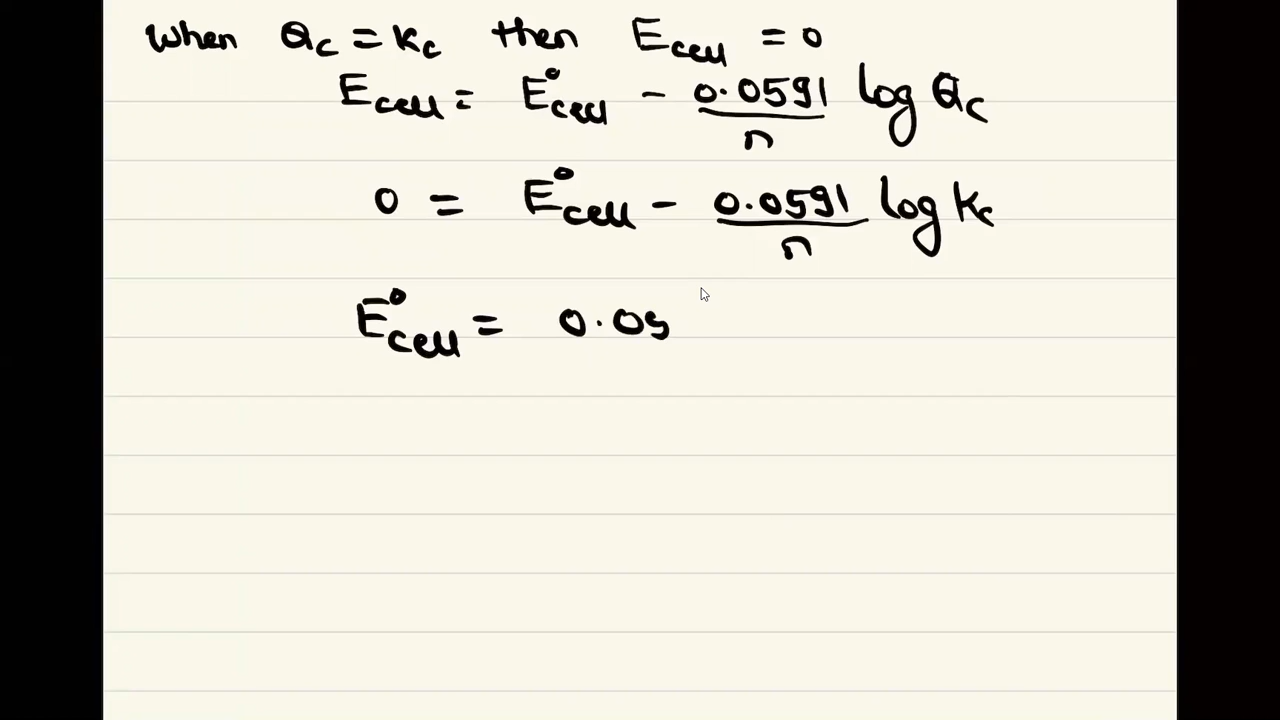 when Qc = Kc then Ecell = 0
Ecell = E°cell - 0.0591/n log Qc
0 = E°cell - 0.0591/n log Kc
E°cell = 0.05